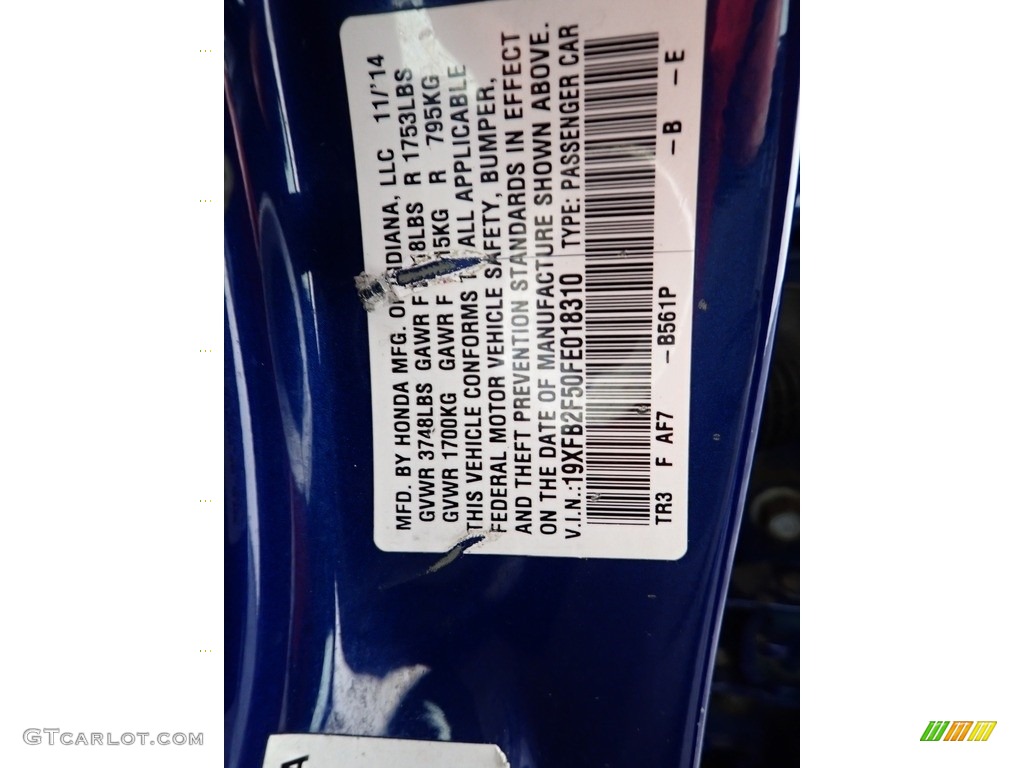 MFD. BY HONDA MFG. OF INDIANA, LLC 11/'14
GVWR 3748LBS GAWR F 18LBS R 1753LBS
GVWR 1700KG GAWR F 15KG R 795KG
THIS VEHICLE CONFORMS T ALL APPLICABLE
FEDERAL MOTOR VEHICLE SAFETY, BUMPER,
AND THEFT PREVENTION STANDARDS IN EFFECT
ON THE DATE OF MANUFACTURE SHOWN ABOVE.
V.I.N.:19XFB2F50FE018310 TYPE: PASSENGER CAR
TR3 F AF7 -B561P -B -E
A
GTCARLOT.COM